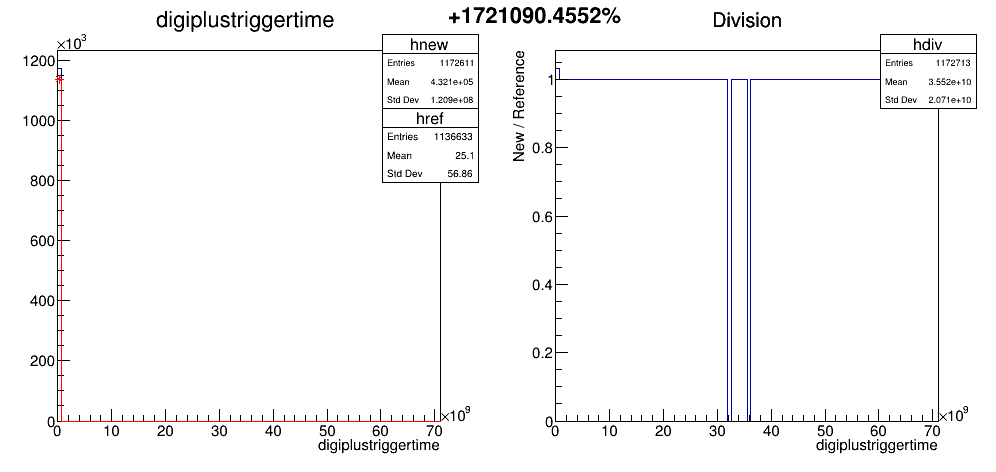 +1721090.4552%
digiplustriggertime
×10³
hnew
Entries 1172611
Mean 4.321e+05
Std Dev 1.209e+08
href
Entries 1136633
Mean 25.1
Std Dev 56.86
1200
1000
800
600
400
200
0
0 10 20 30 40 50 60 70
×10⁹
digiplustriggertime
Division
hdiv
Entries 1172713
Mean 3.552e+10
Std Dev 2.071e+10
New / Reference
1
0.8
0.6
0.4
0.2
0
0 10 20 30 40 50 60 70
×10⁹
digiplustriggertime